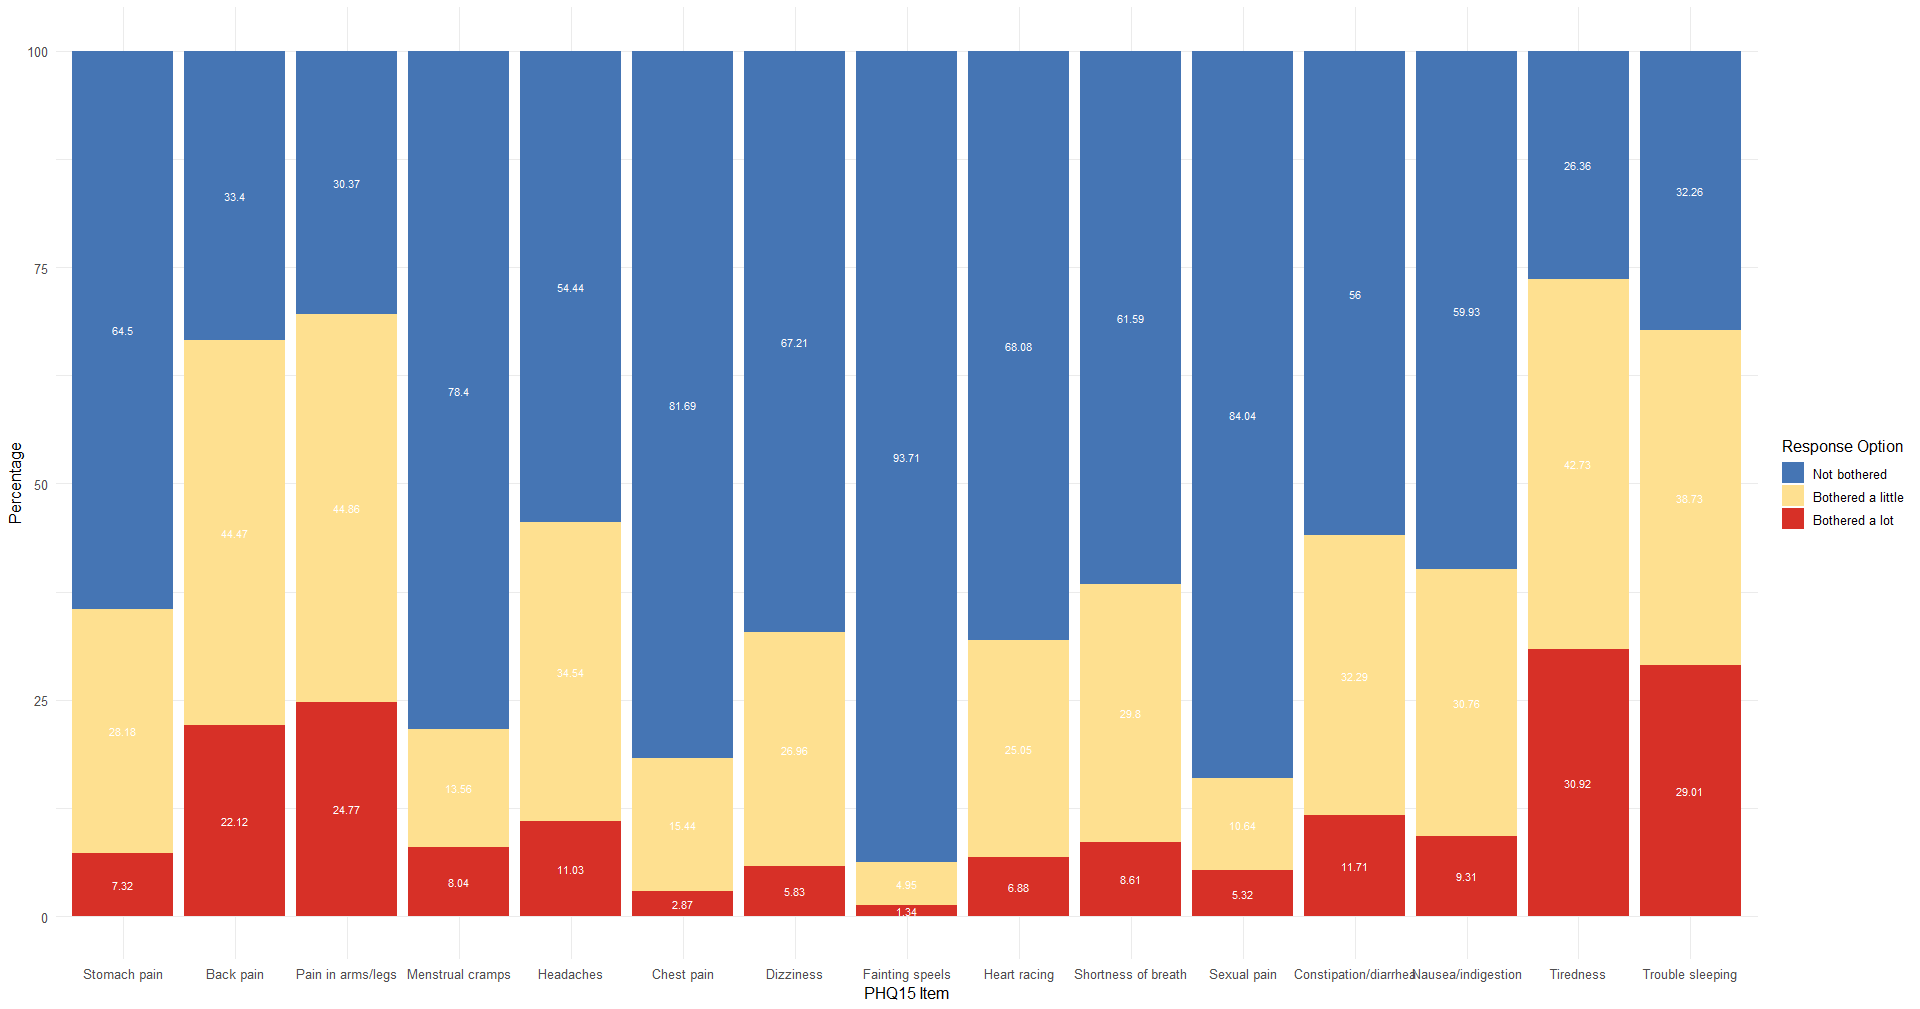 100
75
50
25
0
Percentage
64.5
28.18
7.32
33.4
44.47
22.12
30.37
44.86
24.77
78.4
13.56
8.04
54.44
34.54
11.03
81.69
15.44
2.87
67.21
26.96
5.83
93.71
4.95
1.34
68.08
25.05
6.88
61.59
29.8
8.61
84.04
10.64
5.32
56
32.29
11.71
59.93
30.76
9.31
26.36
42.73
30.92
32.26
38.73
29.01
Stomach pain
Back pain
Pain in arms/legs
Menstrual cramps
Headaches
Chest pain
Dizziness
Fainting speels
Heart racing
Shortness of breath
Sexual pain
Constipation/diarrhea
Nausea/indigestion
Tiredness
Trouble sleeping
PHQ15 Item
Response Option
Not bothered
Bothered a little
Bothered a lot